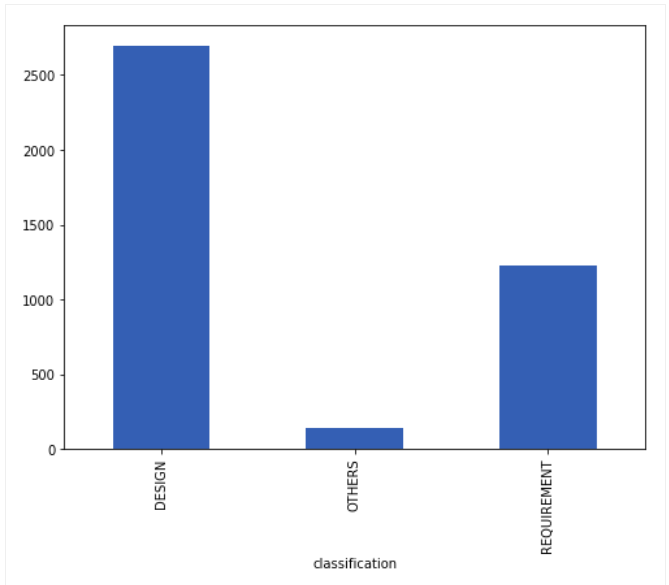 2500
2000
1500
1000
500
0
DESIGN
OTHERS
REQUIREMENT
classification